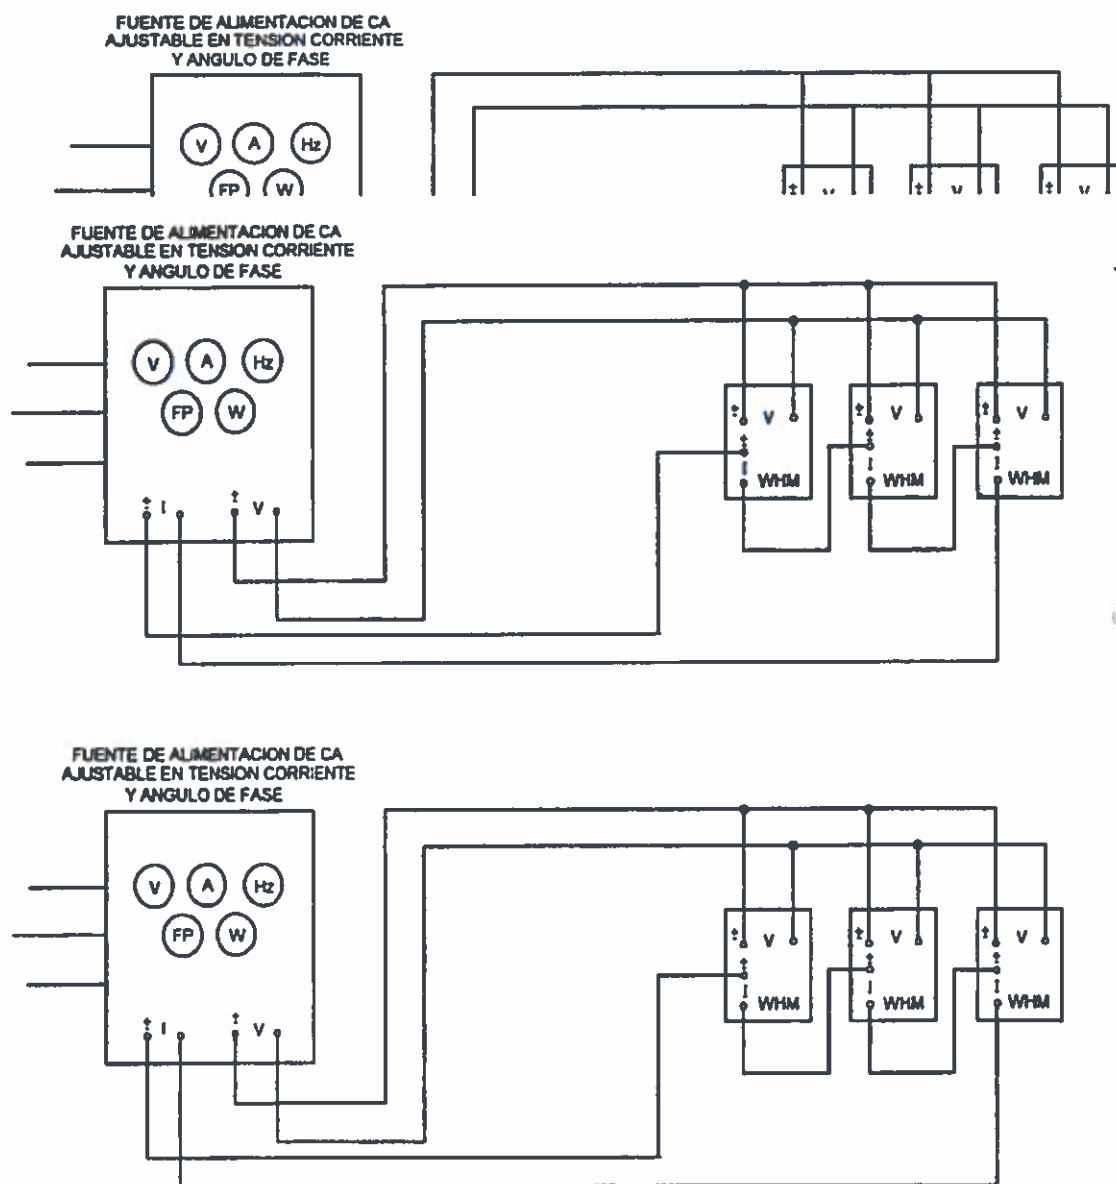 FUENTE DE ALIMENTACION DE CA
AJUSTABLE EN TENSION CORRIENTE
Y ANGULO DE FASE
V A Hz
FP W
± V ± V ± V
FUENTE DE ALIMENTACION DE CA
AJUSTABLE EN TENSION CORRIENTE
Y ANGULO DE FASE
V A Hz
FP W
± V ± V ± V
± ± ±
I WHM I WHM I WHM
± I ± V
FUENTE DE ALIMENTACION DE CA
AJUSTABLE EN TENSION CORRIENTE
Y ANGULO DE FASE
V A Hz
FP W
± V ± V ± V
± ± ±
I WHM I WHM I WHM
± I ± V